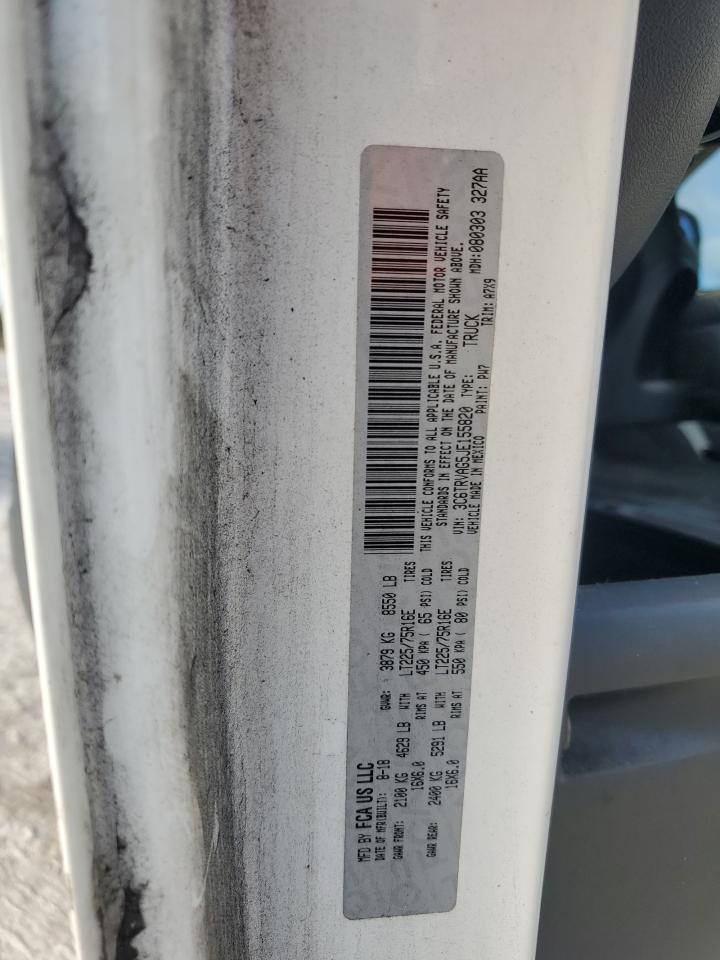 MFD BY FCA US LLC
DATE OF MFR(BUILT): 8-18 GVWR: 3879 KG 8550 LB
GAWR FRONT: 2100 KG 4629 LB WITH LT225/75R16E TIRES
16X6.0 RIMS AT 450 KPA ( 65 PSI) COLD
GAWR REAR: 2400 KG 5291 LB WITH LT225/75R16E TIRES
16X6.0 RIMS AT 550 KPA ( 80 PSI) COLD
THIS VEHICLE CONFORMS TO ALL APPLICABLE U.S.A. FEDERAL MOTOR VEHICLE SAFETY
STANDARDS IN EFFECT ON THE DATE OF MANUFACTURE SHOWN ABOVE.
VIN: 3C6TRVAG5JE155820 TYPE: TRUCK MDH:080303 327AA
VEHICLE MADE IN MEXICO PAINT: PW7 TRIM: A7X9